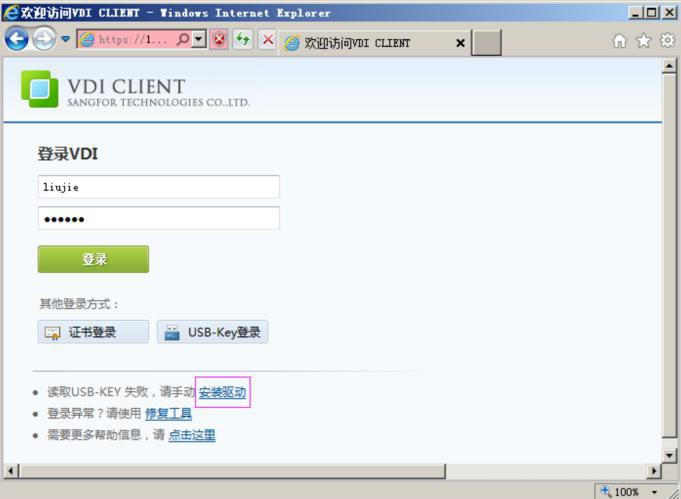 欢迎访问VDI CLIENT - Windows Internet Explorer
https://1...
欢迎访问VDI CLIENT
VDI CLIENT
SANGFOR TECHNOLOGIES CO.,LTD.
登录VDI
liujie
●●●●●●
登录
其他登录方式：
证书登录 USB-Key登录
● 读取USB-KEY 失败，请手动 安装驱动
● 登录异常？请使用 修复工具
● 需要更多帮助信息，请 点击这里
100%